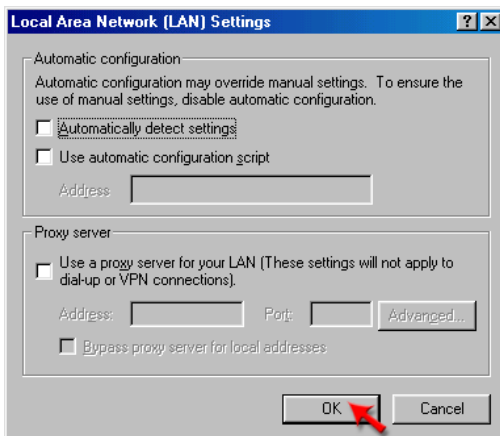 Local Area Network (LAN) Settings
Automatic configuration
Automatic configuration may override manual settings. To ensure the
use of manual settings, disable automatic configuration.
Automatically detect settings
Use automatic configuration script
Address
Proxy server
Use a proxy server for your LAN (These settings will not apply to
dial-up or VPN connections).
Address: Port: Advanced...
Bypass proxy server for local addresses
OK Cancel